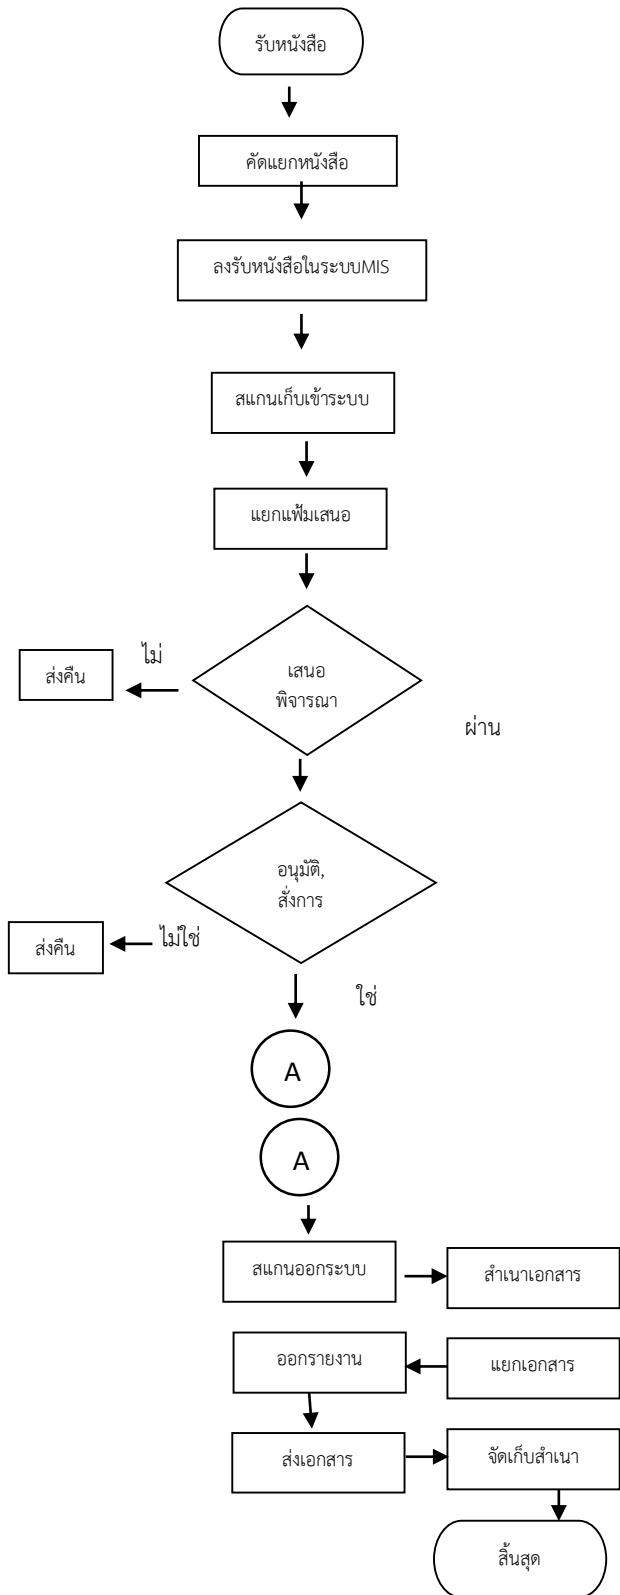 รับหนังสือ
คัดแยกหนังสือ
ลงรับหนังสือในระบบMIS
สแกนเก็บเข้าระบบ
แยกแฟ้มเสนอ
เสนอ
พิจารณา
ไม่
ส่งคืน
ผ่าน
อนุมัติ,
สั่งการ
ไม่ใช่
ส่งคืน
ใช่
A
A
สแกนออกระบบ
สำเนาเอกสาร
ออกรายงาน
แยกเอกสาร
ส่งเอกสาร
จัดเก็บสำเนา
สิ้นสุด